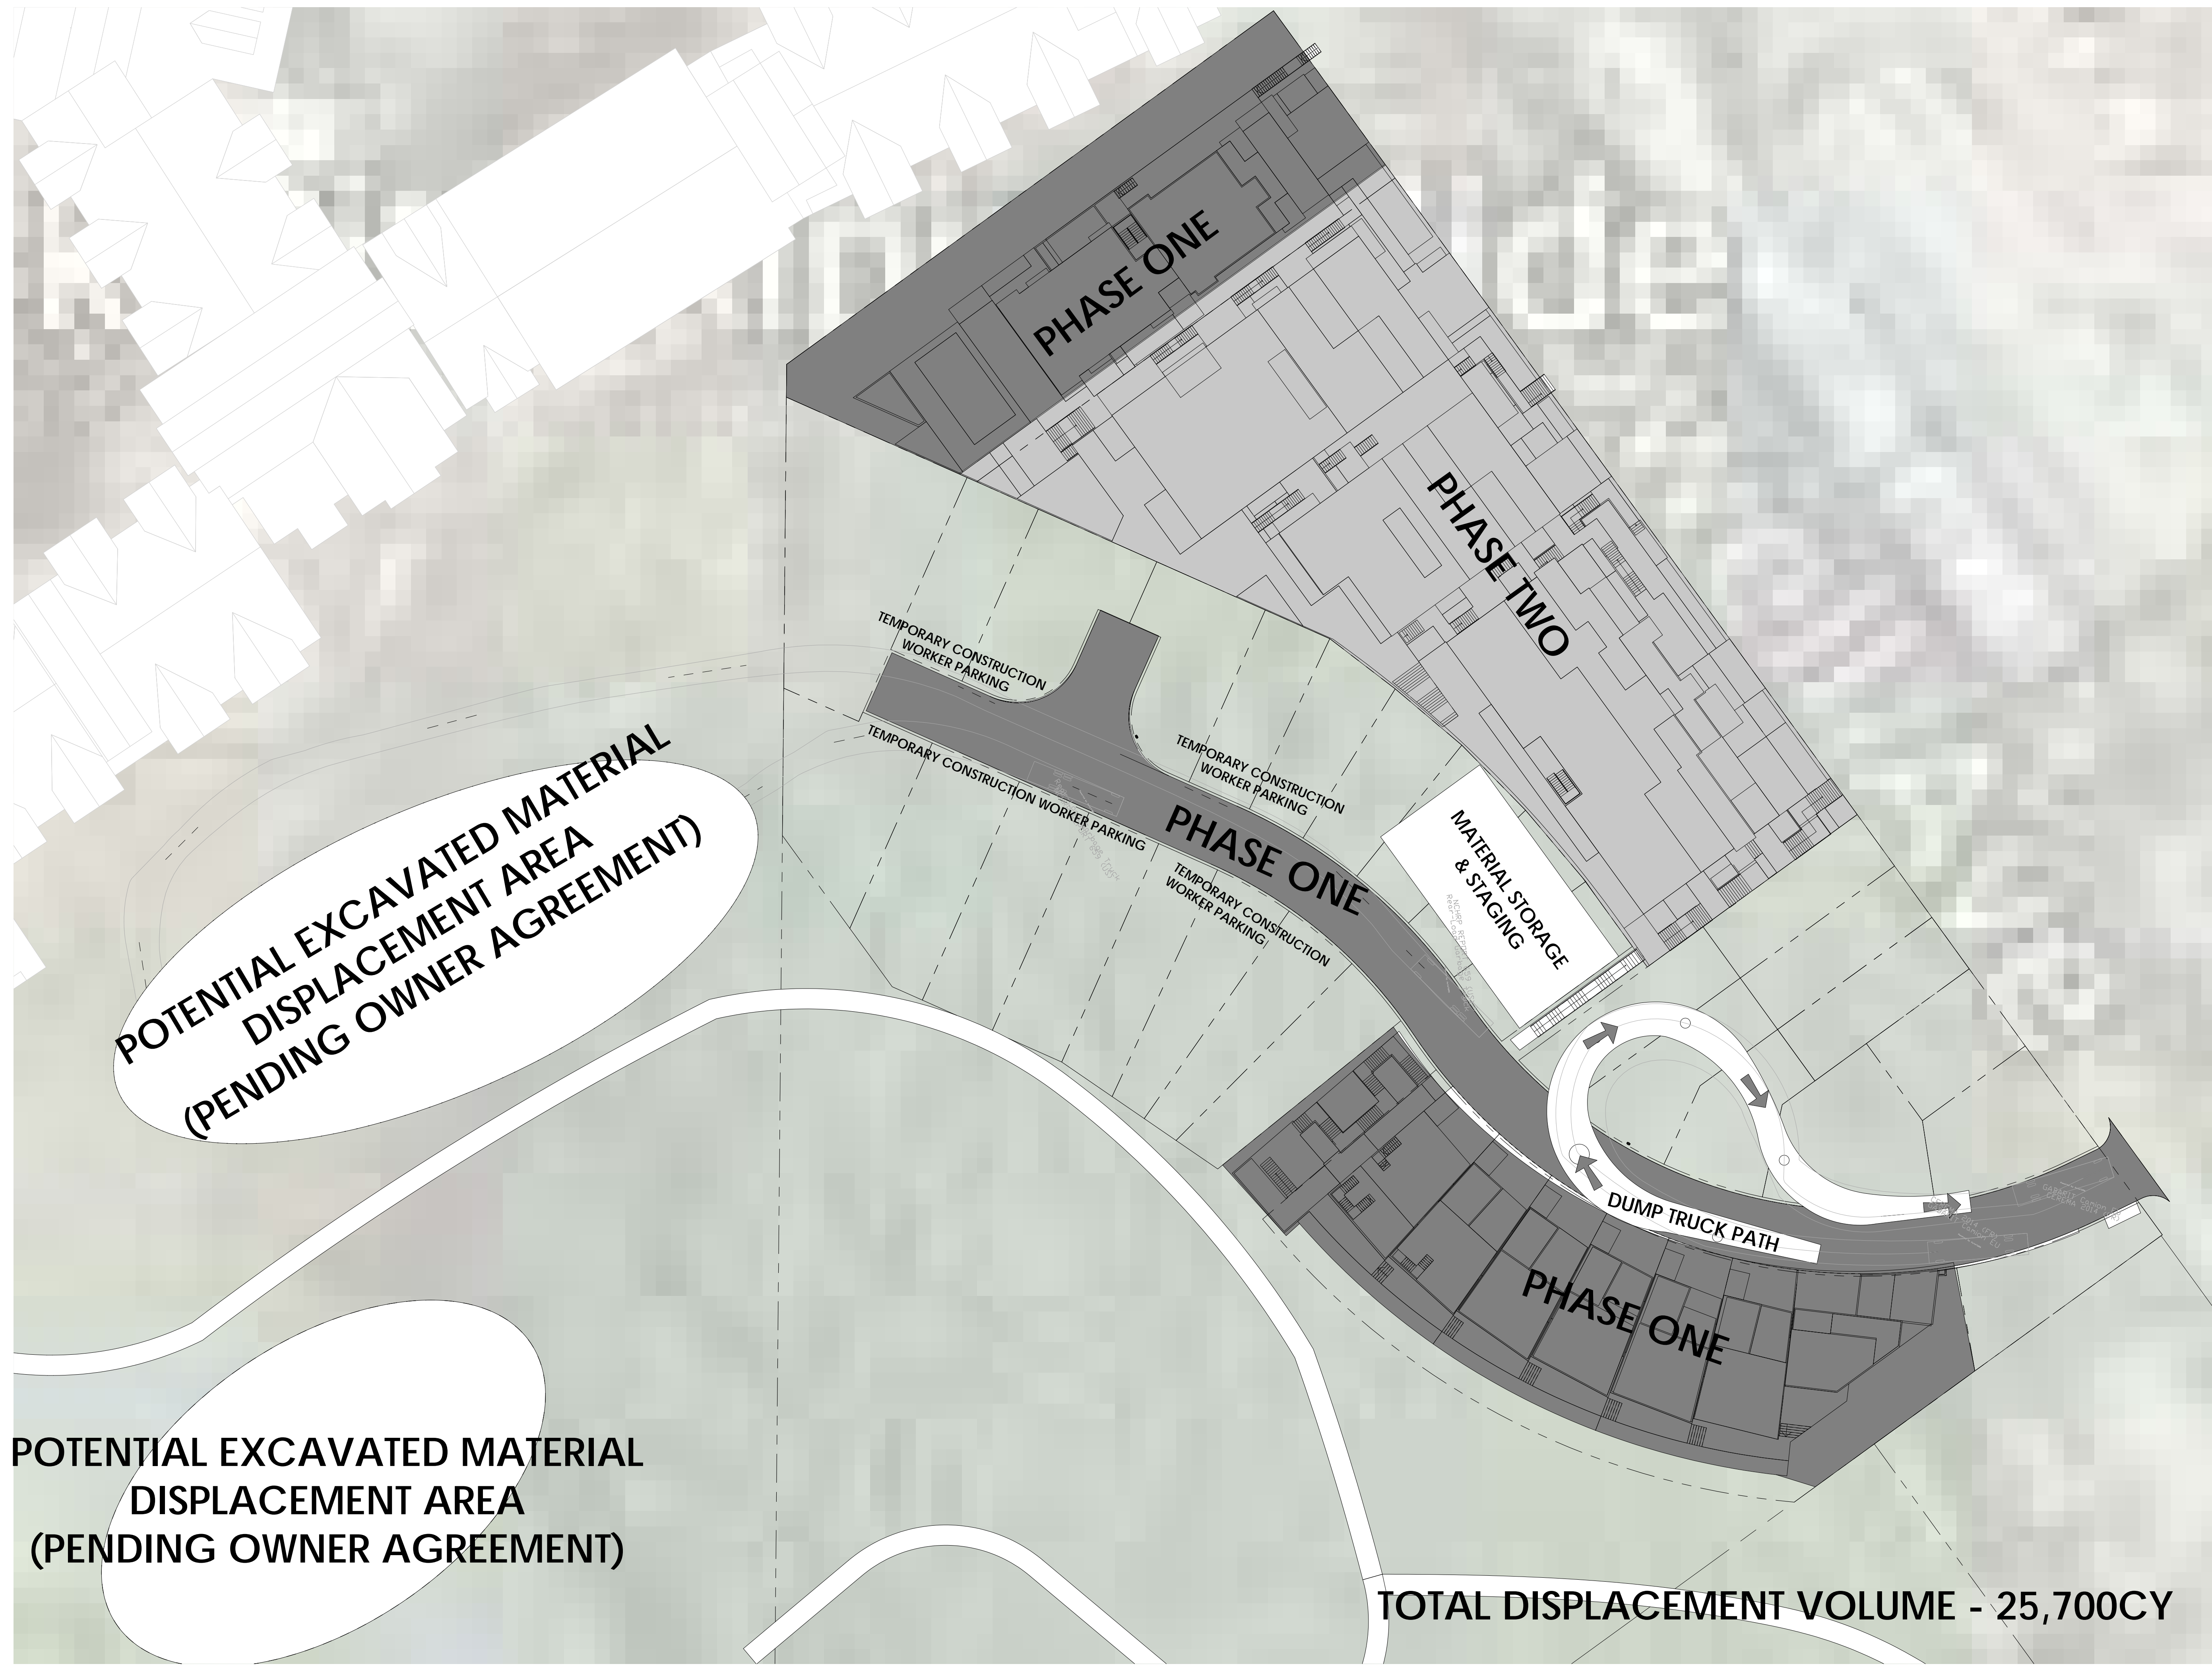 PHASE ONE
PHASE TWO
TEMPORARY CONSTRUCTION
WORKER PARKING
TEMPORARY CONSTRUCTION WORKER PARKING
TEMPORARY CONSTRUCTION
WORKER PARKING
PHASE ONE
TEMPORARY CONSTRUCTION
WORKER PARKING
MATERIAL STORAGE
& STAGING
POTENTIAL EXCAVATED MATERIAL
DISPLACEMENT AREA
(PENDING OWNER AGREEMENT)
DUMP TRUCK PATH
PHASE ONE
POTENTIAL EXCAVATED MATERIAL
DISPLACEMENT AREA
(PENDING OWNER AGREEMENT)
TOTAL DISPLACEMENT VOLUME - 25,700CY